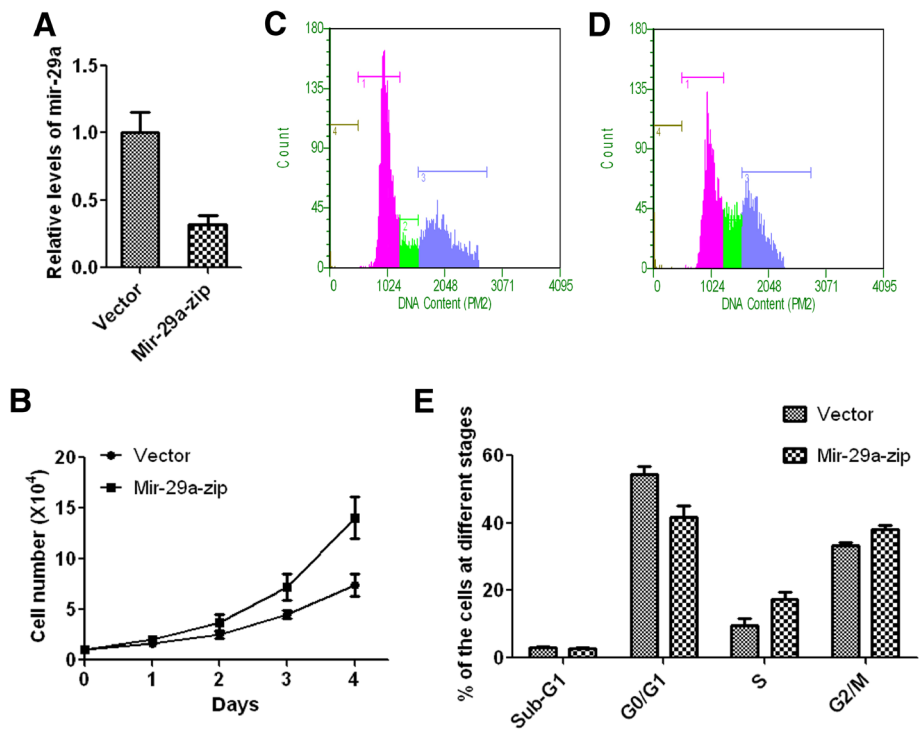 A
Relative levels of mir-29a
1.5
1.0
0.5
0.0
Vector
Mir-29a-zip
C
Count
180
135
90
45
0
1
4
2
3
0
1024
2048
3071
4095
DNA Content (PM2)
D
Count
180
135
90
45
0
1
4
3
0
1024
2048
3071
4095
DNA Content (PM2)
B
Cell number (X10⁴)
20
15
10
5
0
Vector
Mir-29a-zip
0
1
2
3
4
Days
E
% of the cells at different stages
60
40
20
0
Vector
Mir-29a-zip
Sub-G1
G0/G1
S
G2/M